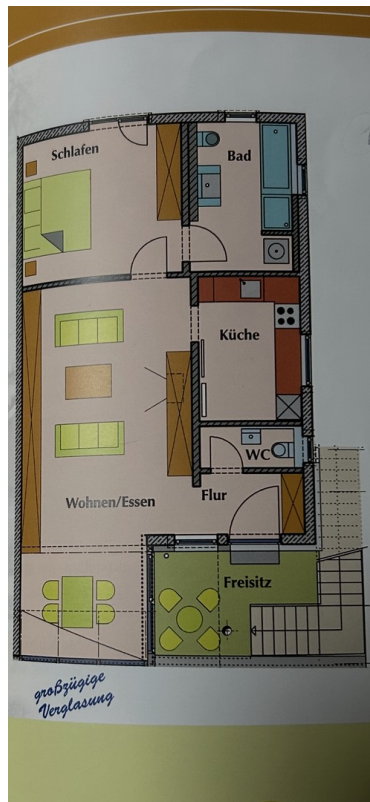 Schlafen
Bad
Küche
WC
Wohnen/Essen
Flur
Freisitz
großzügige
Verglasung